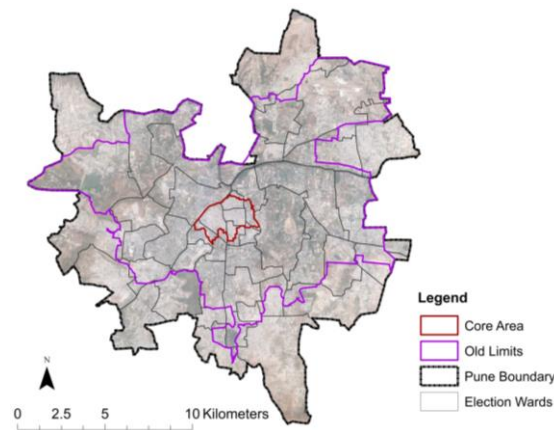 Legend
Core Area
Old Limits
Pune Boundary
Election Wards
N
0 2.5 5 10 Kilometers